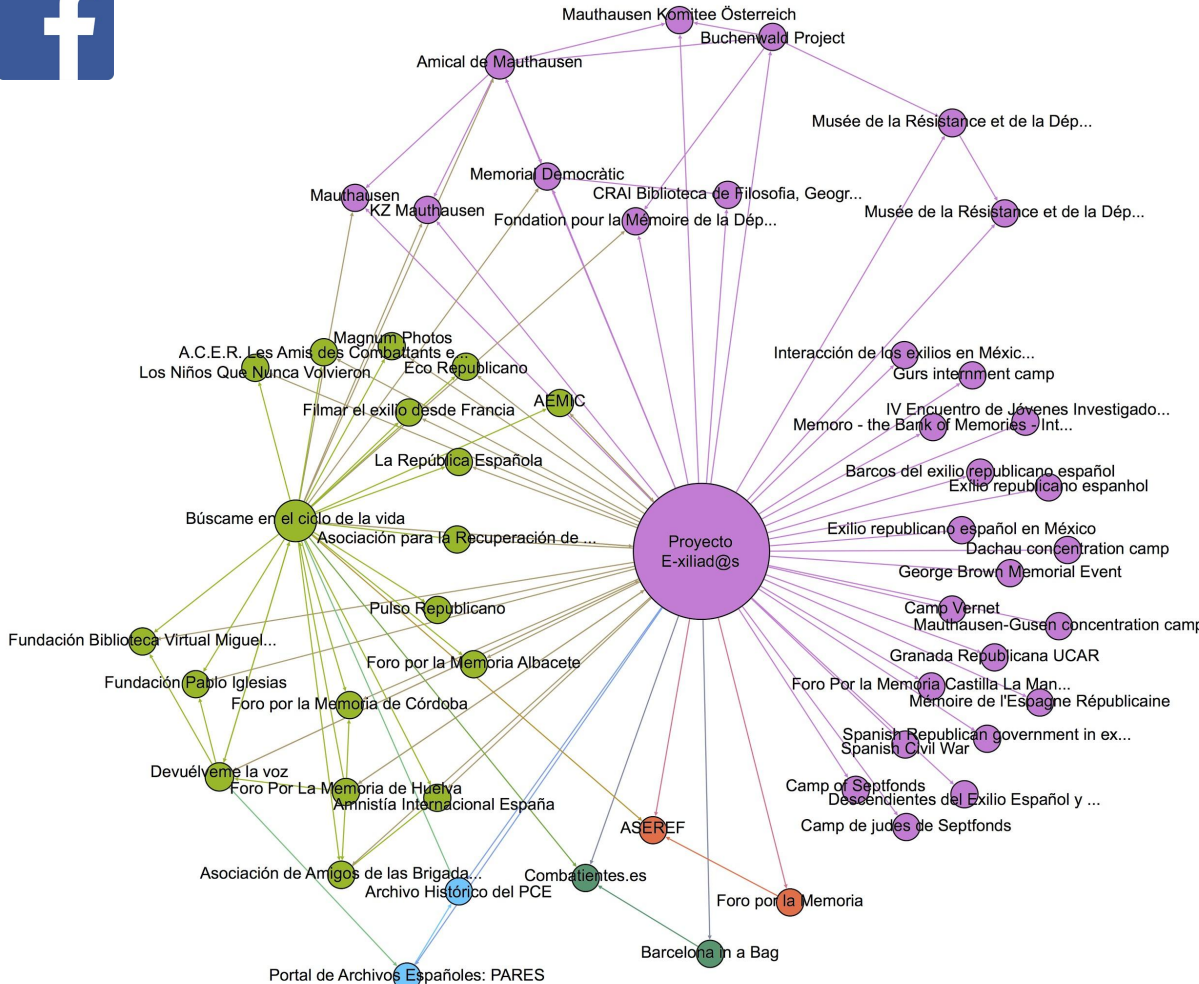 f
Mauthausen Komitee Österreich
Buchenwald Project
Amical de Mauthausen
Musée de la Résistance et de la Dép...
Memorial Democràtic
CRAI Biblioteca de Filosofia, Geogr...
Mauthausen
KZ Mauthausen
Fondation pour la Mémoire de la Dép...
Musée de la Résistance et de la Dép...
Magnum Photos
A.C.E.R. Les Amis des Combattants e...
Los Niños Que Nunca Volvieron
Eco Republicano
Interacción de los exilios en Méxic...
Gurs internment camp
Filmar el exilio desde Francia
AEMIC
IV Encuentro de Jóvenes Investigado...
Memoro - the Bank of Memories - Int...
La República Española
Barcos del exilio republicano español
Exilio republicano espanhol
Búscame en el ciclo de la vida
Asociación para la Recuperación de ...
Proyecto
E-xiliad@s
Exilio republicano español en México
Dachau concentration camp
George Brown Memorial Event
Pulso Republicano
Camp Vernet
Mauthausen-Gusen concentration camp
Fundación Biblioteca Virtual Miguel...
Foro por la Memoria Albacete
Granada Republicana UCAR
Fundación Pablo Iglesias
Foro por la Memoria de Córdoba
Foro Por la Memoria Castilla La Man...
Mémoire de l'Espagne Républicaine
Spanish Republican government in ex...
Spanish Civil War
Devuélveme la voz
Foro Por La Memoria de Huelva
Amnistía Internacional España
Camp of Septfonds
Descendientes del Exilio Español y ...
ASEREF
Camp de judes de Septfonds
Asociación de Amigos de las Brigada...
Archivo Histórico del PCE
Combatientes.es
Foro por la Memoria
Barcelona in a Bag
Portal de Archivos Españoles: PARES